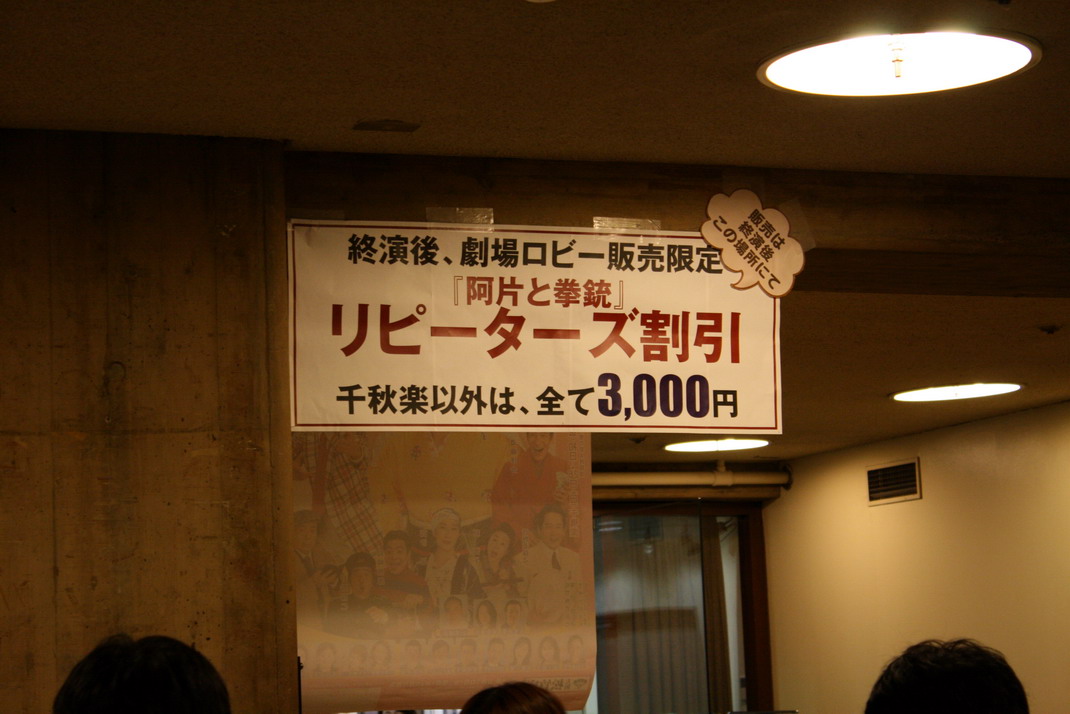 終演後、劇場ロビー販売限定
『阿片と拳銃』
リピーターズ割引
千秋楽以外は、全て3,000円
販売は
終演後
この場所にて